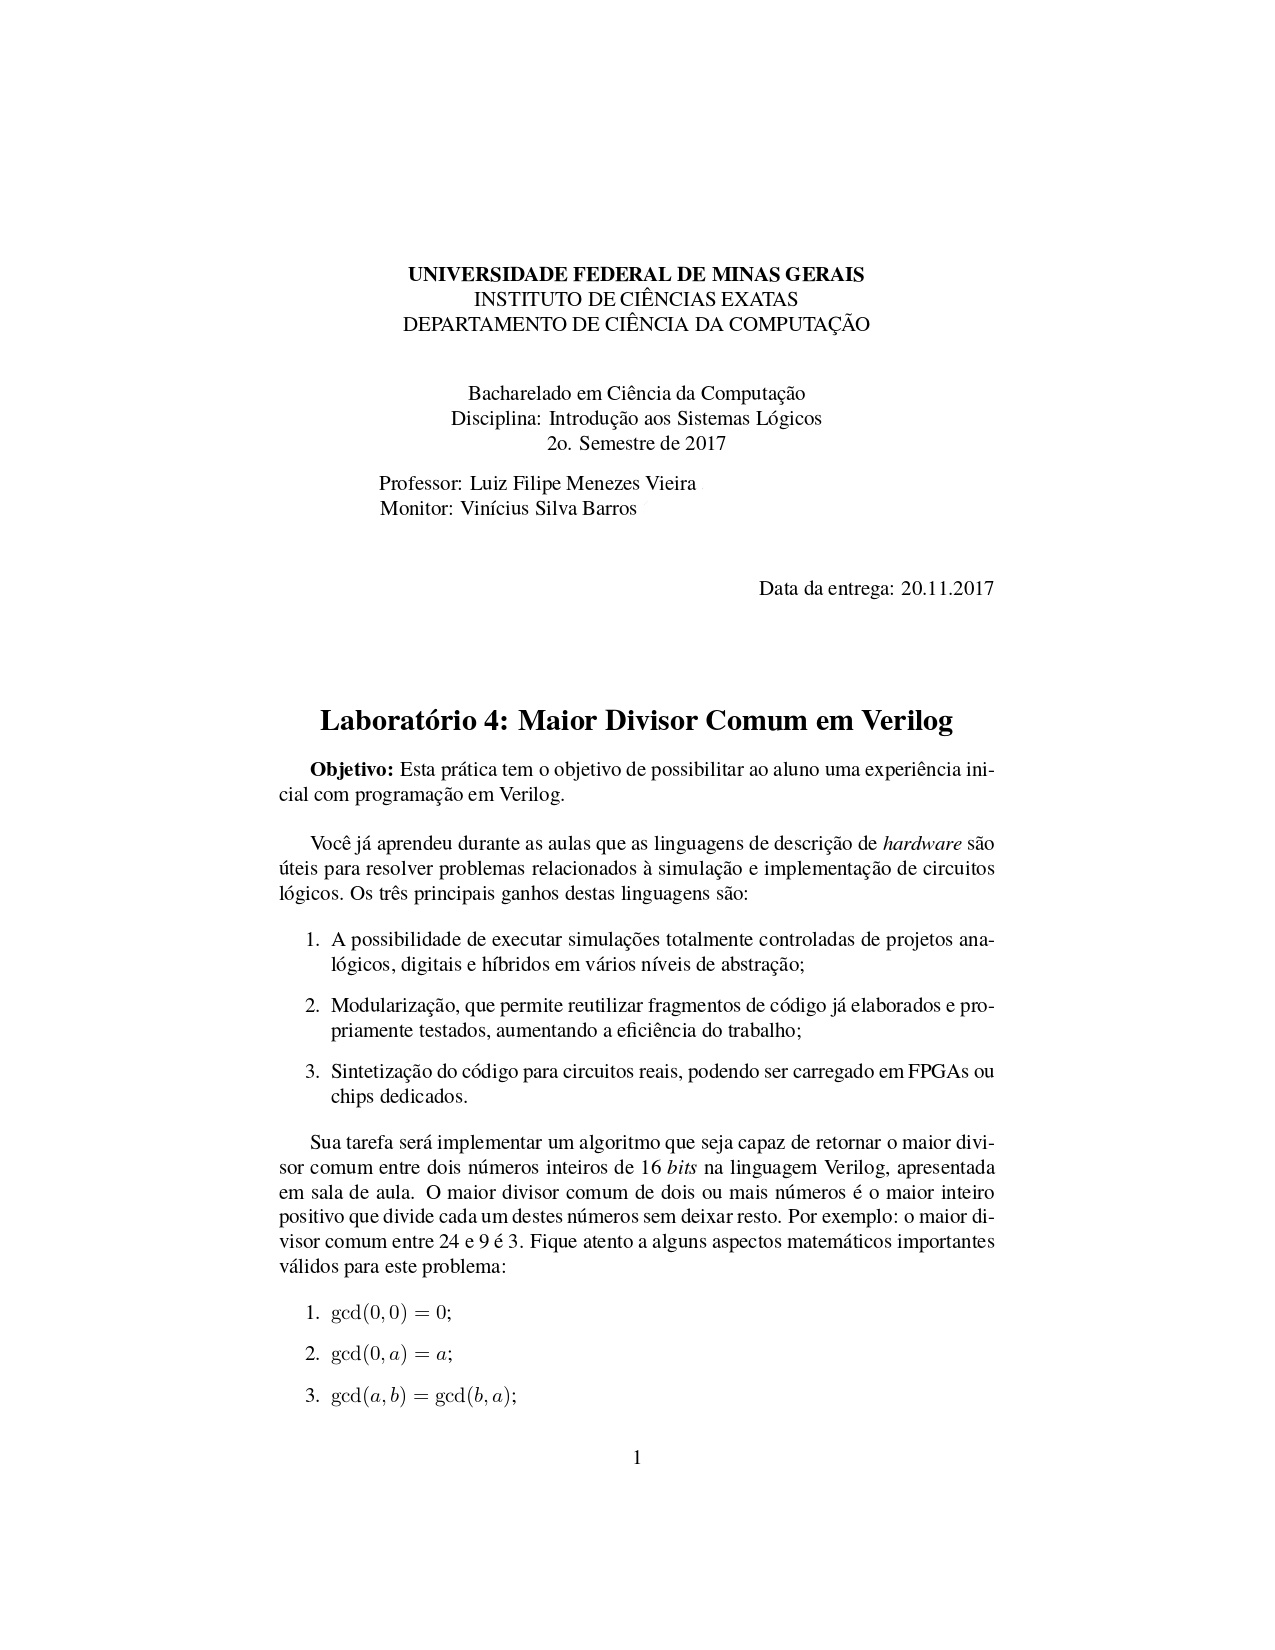 UNIVERSIDADE FEDERAL DE MINAS GERAIS
INSTITUTO DE CIÊNCIAS EXATAS
DEPARTAMENTO DE CIÊNCIA DA COMPUTAÇÃO
Bacharelado em Ciência da Computação
Disciplina: Introdução aos Sistemas Lógicos
2o. Semestre de 2017
Professor: Luiz Filipe Menezes Vieira
Monitor: Vinícius Silva Barros
Data da entrega: 20.11.2017
Laboratório 4: Maior Divisor Comum em Verilog
Objetivo: Esta prática tem o objetivo de possibilitar ao aluno uma experiência ini-
cial com programação em Verilog.
Você já aprendeu durante as aulas que as linguagens de descrição de hardware são
úteis para resolver problemas relacionados à simulação e implementação de circuitos
lógicos. Os três principais ganhos destas linguagens são:
1. A possibilidade de executar simulações totalmente controladas de projetos ana-
lógicos, digitais e híbridos em vários níveis de abstração;
2. Modularização, que permite reutilizar fragmentos de código já elaborados e pro-
priamente testados, aumentando a eficiência do trabalho;
3. Sintetização do código para circuitos reais, podendo ser carregado em FPGAs ou
chips dedicados.
Sua tarefa será implementar um algoritmo que seja capaz de retornar o maior divi-
sor comum entre dois números inteiros de 16 bits na linguagem Verilog, apresentada
em sala de aula. O maior divisor comum de dois ou mais números é o maior inteiro
positivo que divide cada um destes números sem deixar resto. Por exemplo: o maior di-
visor comum entre 24 e 9 é 3. Fique atento a alguns aspectos matemáticos importantes
válidos para este problema:
1. gcd(0, 0) = 0;
2. gcd(0, a) = a;
3. gcd(a, b) = gcd(b, a);
1